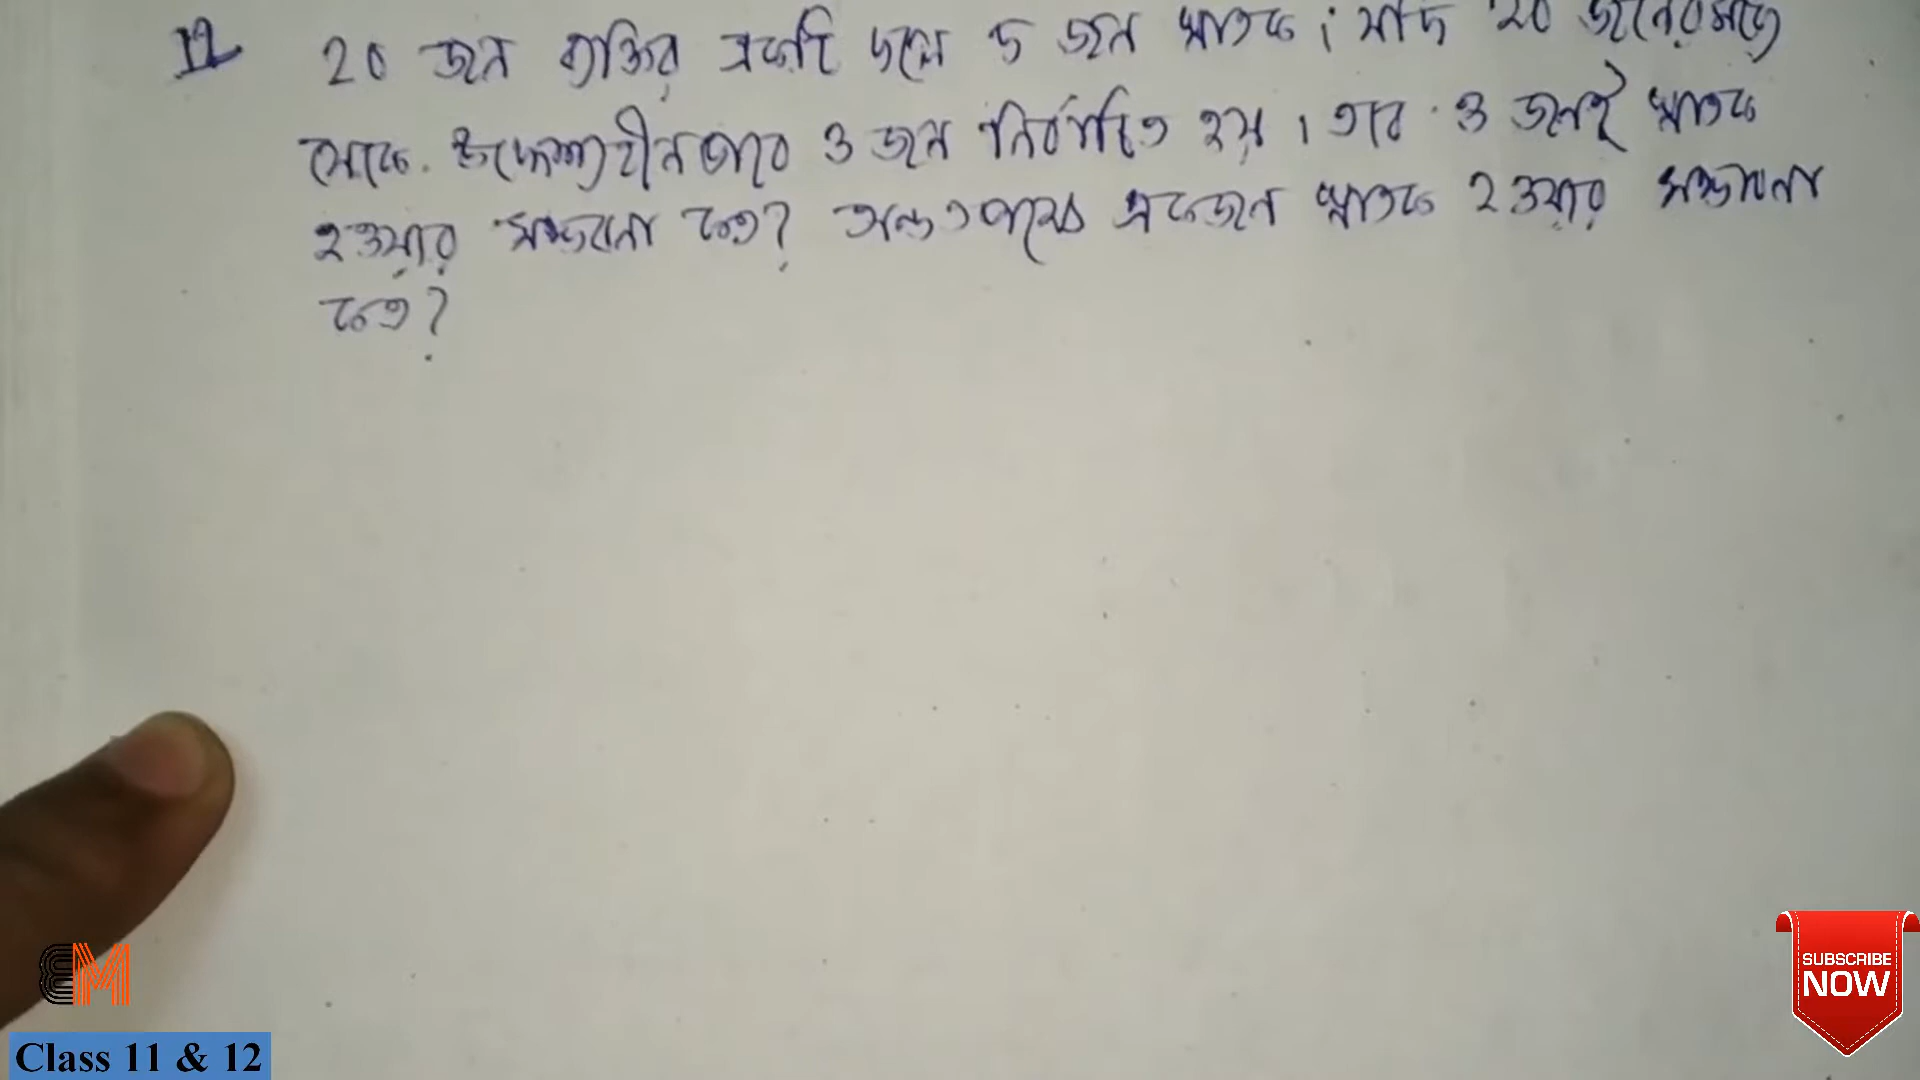 12 20 জন ব্যক্তির একটি দলে 5 জন স্নাতক। যদি 20 জনের মধ্যে
থেকে উদ্দেশ্যহীনভাবে 3 জন নির্বাচিত হয়। তবে 3 জনই স্নাতক
হওয়ার সম্ভাবনা কত? অন্ততপক্ষে একজন স্নাতক হওয়ার সম্ভাবনা
কত?
EM
SUBSCRIBE
NOW
Class 11 & 12